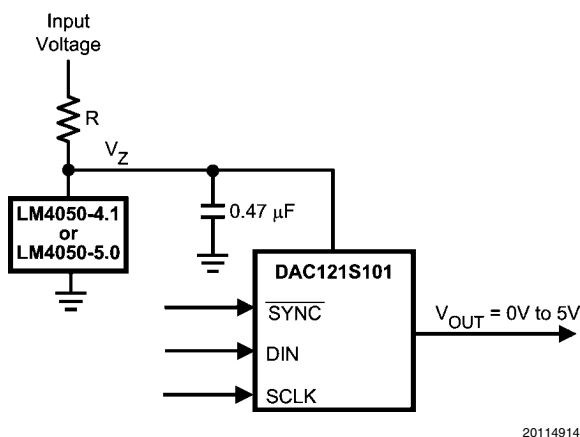 Input
Voltage
R
VZ
LM4050-4.1
or
LM4050-5.0
0.47 µF
DAC121S101
SYNC
DIN
SCLK
VOUT = 0V to 5V
20114914